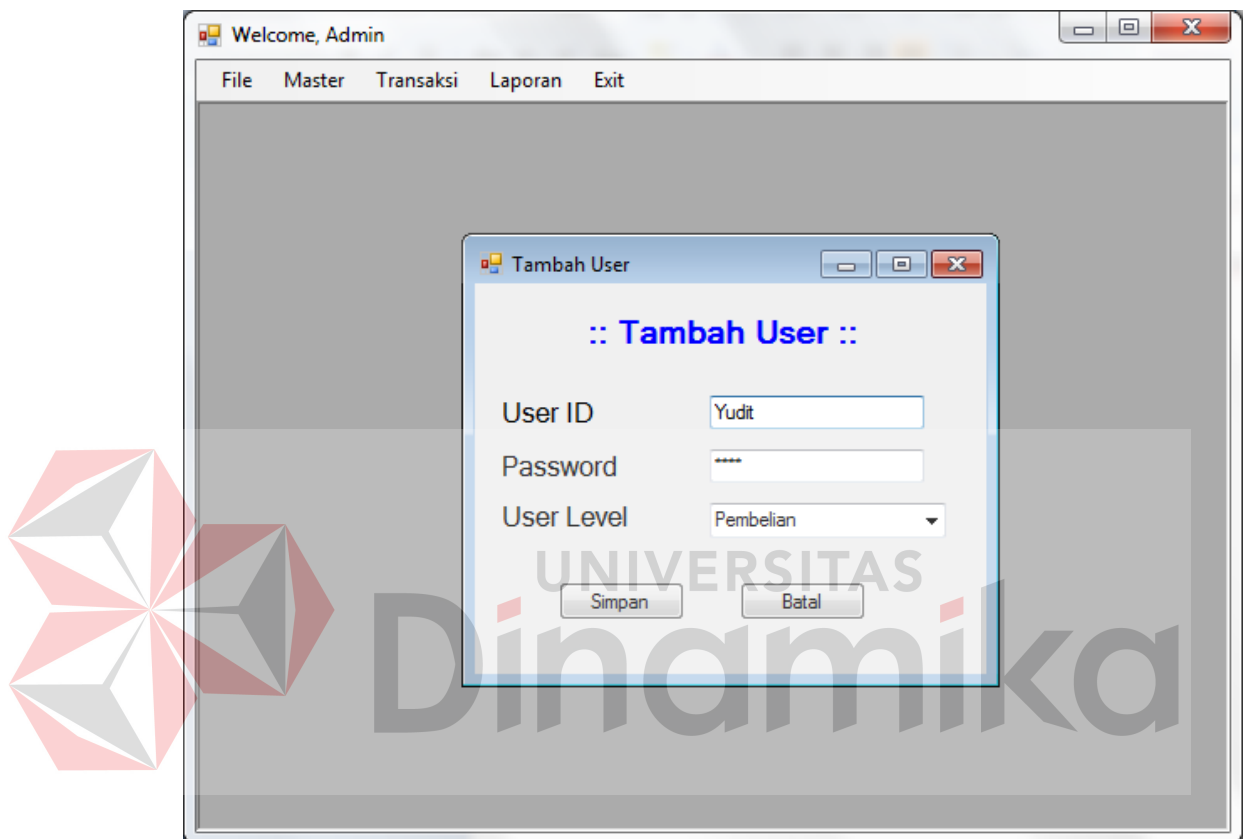 Welcome, Admin
File Master Transaksi Laporan Exit
Tambah User
:: Tambah User ::
User ID Yudit
Password ****
User Level Pembelian
Simpan Batal
UNIVERSITAS
Dinamika